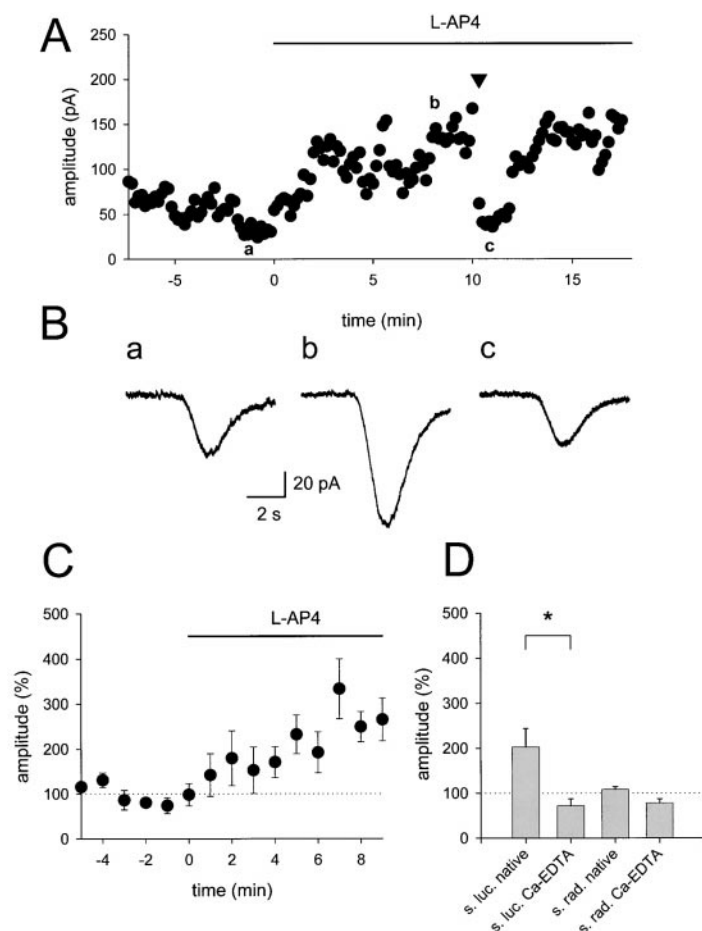 A
L-AP4
250
200
150
100
50
0
amplitude (pA)
a
b
c
-5
0
5
10
15
time (min)
B
a
b
c
20 pA
2 s
C
L-AP4
500
400
300
200
100
0
amplitude (%)
-4
-2
0
2
4
6
8
time (min)
D
500
400
300
200
100
0
amplitude (%)
*
s. luc. native
s. luc. Ca-EDTA
s. rad. native
s. rad. Ca-EDTA